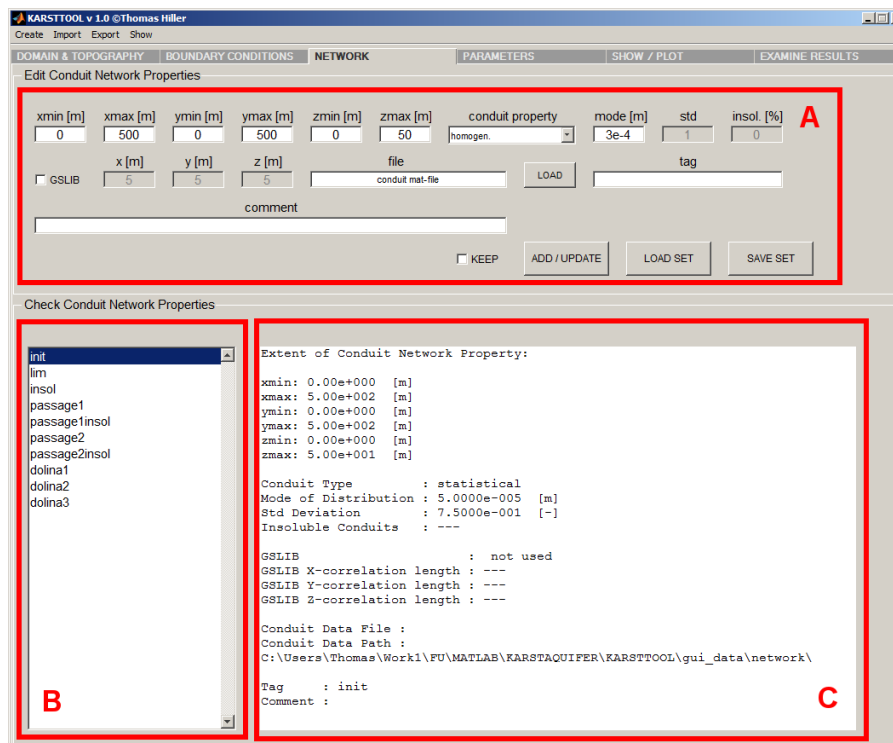 KARSTTOOL v 1.0 ©Thomas Hiller
Create Import Export Show
DOMAIN & TOPOGRAPHY BOUNDARY CONDITIONS NETWORK PARAMETERS SHOW / PLOT EXAMINE RESULTS
Edit Conduit Network Properties
xmin [m] xmax [m] ymin [m] ymax [m] zmin [m] zmax [m] conduit property mode [m] std insol. [%] A
0 500 0 500 0 50 homogen. 3e-4 1 0
x [m] y [m] z [m] file tag
GSLIB 5 5 5 conduit mat-file LOAD
comment
KEEP ADD / UPDATE LOAD SET SAVE SET
Check Conduit Network Properties
init
lim
insol
passage1
passage1insol
passage2
passage2insol
dolina1
dolina2
dolina3
B
Extent of Conduit Network Property:
xmin: 0.00e+000 [m]
xmax: 5.00e+002 [m]
ymin: 0.00e+000 [m]
ymax: 5.00e+002 [m]
zmin: 0.00e+000 [m]
zmax: 5.00e+001 [m]
Conduit Type : statistical
Mode of Distribution : 5.0000e-005 [m]
Std Deviation : 7.5000e-001 [-]
Insoluble Conduits : ---
GSLIB : not used
GSLIB X-correlation length : ---
GSLIB Y-correlation length : ---
GSLIB Z-correlation length : ---
Conduit Data File :
Conduit Data Path :
C:\Users\Thomas\Work1\FU\MATLAB\KARSTAQUIFER\KARSTTOOL\gui_data\network\
Tag : init
Comment :
C